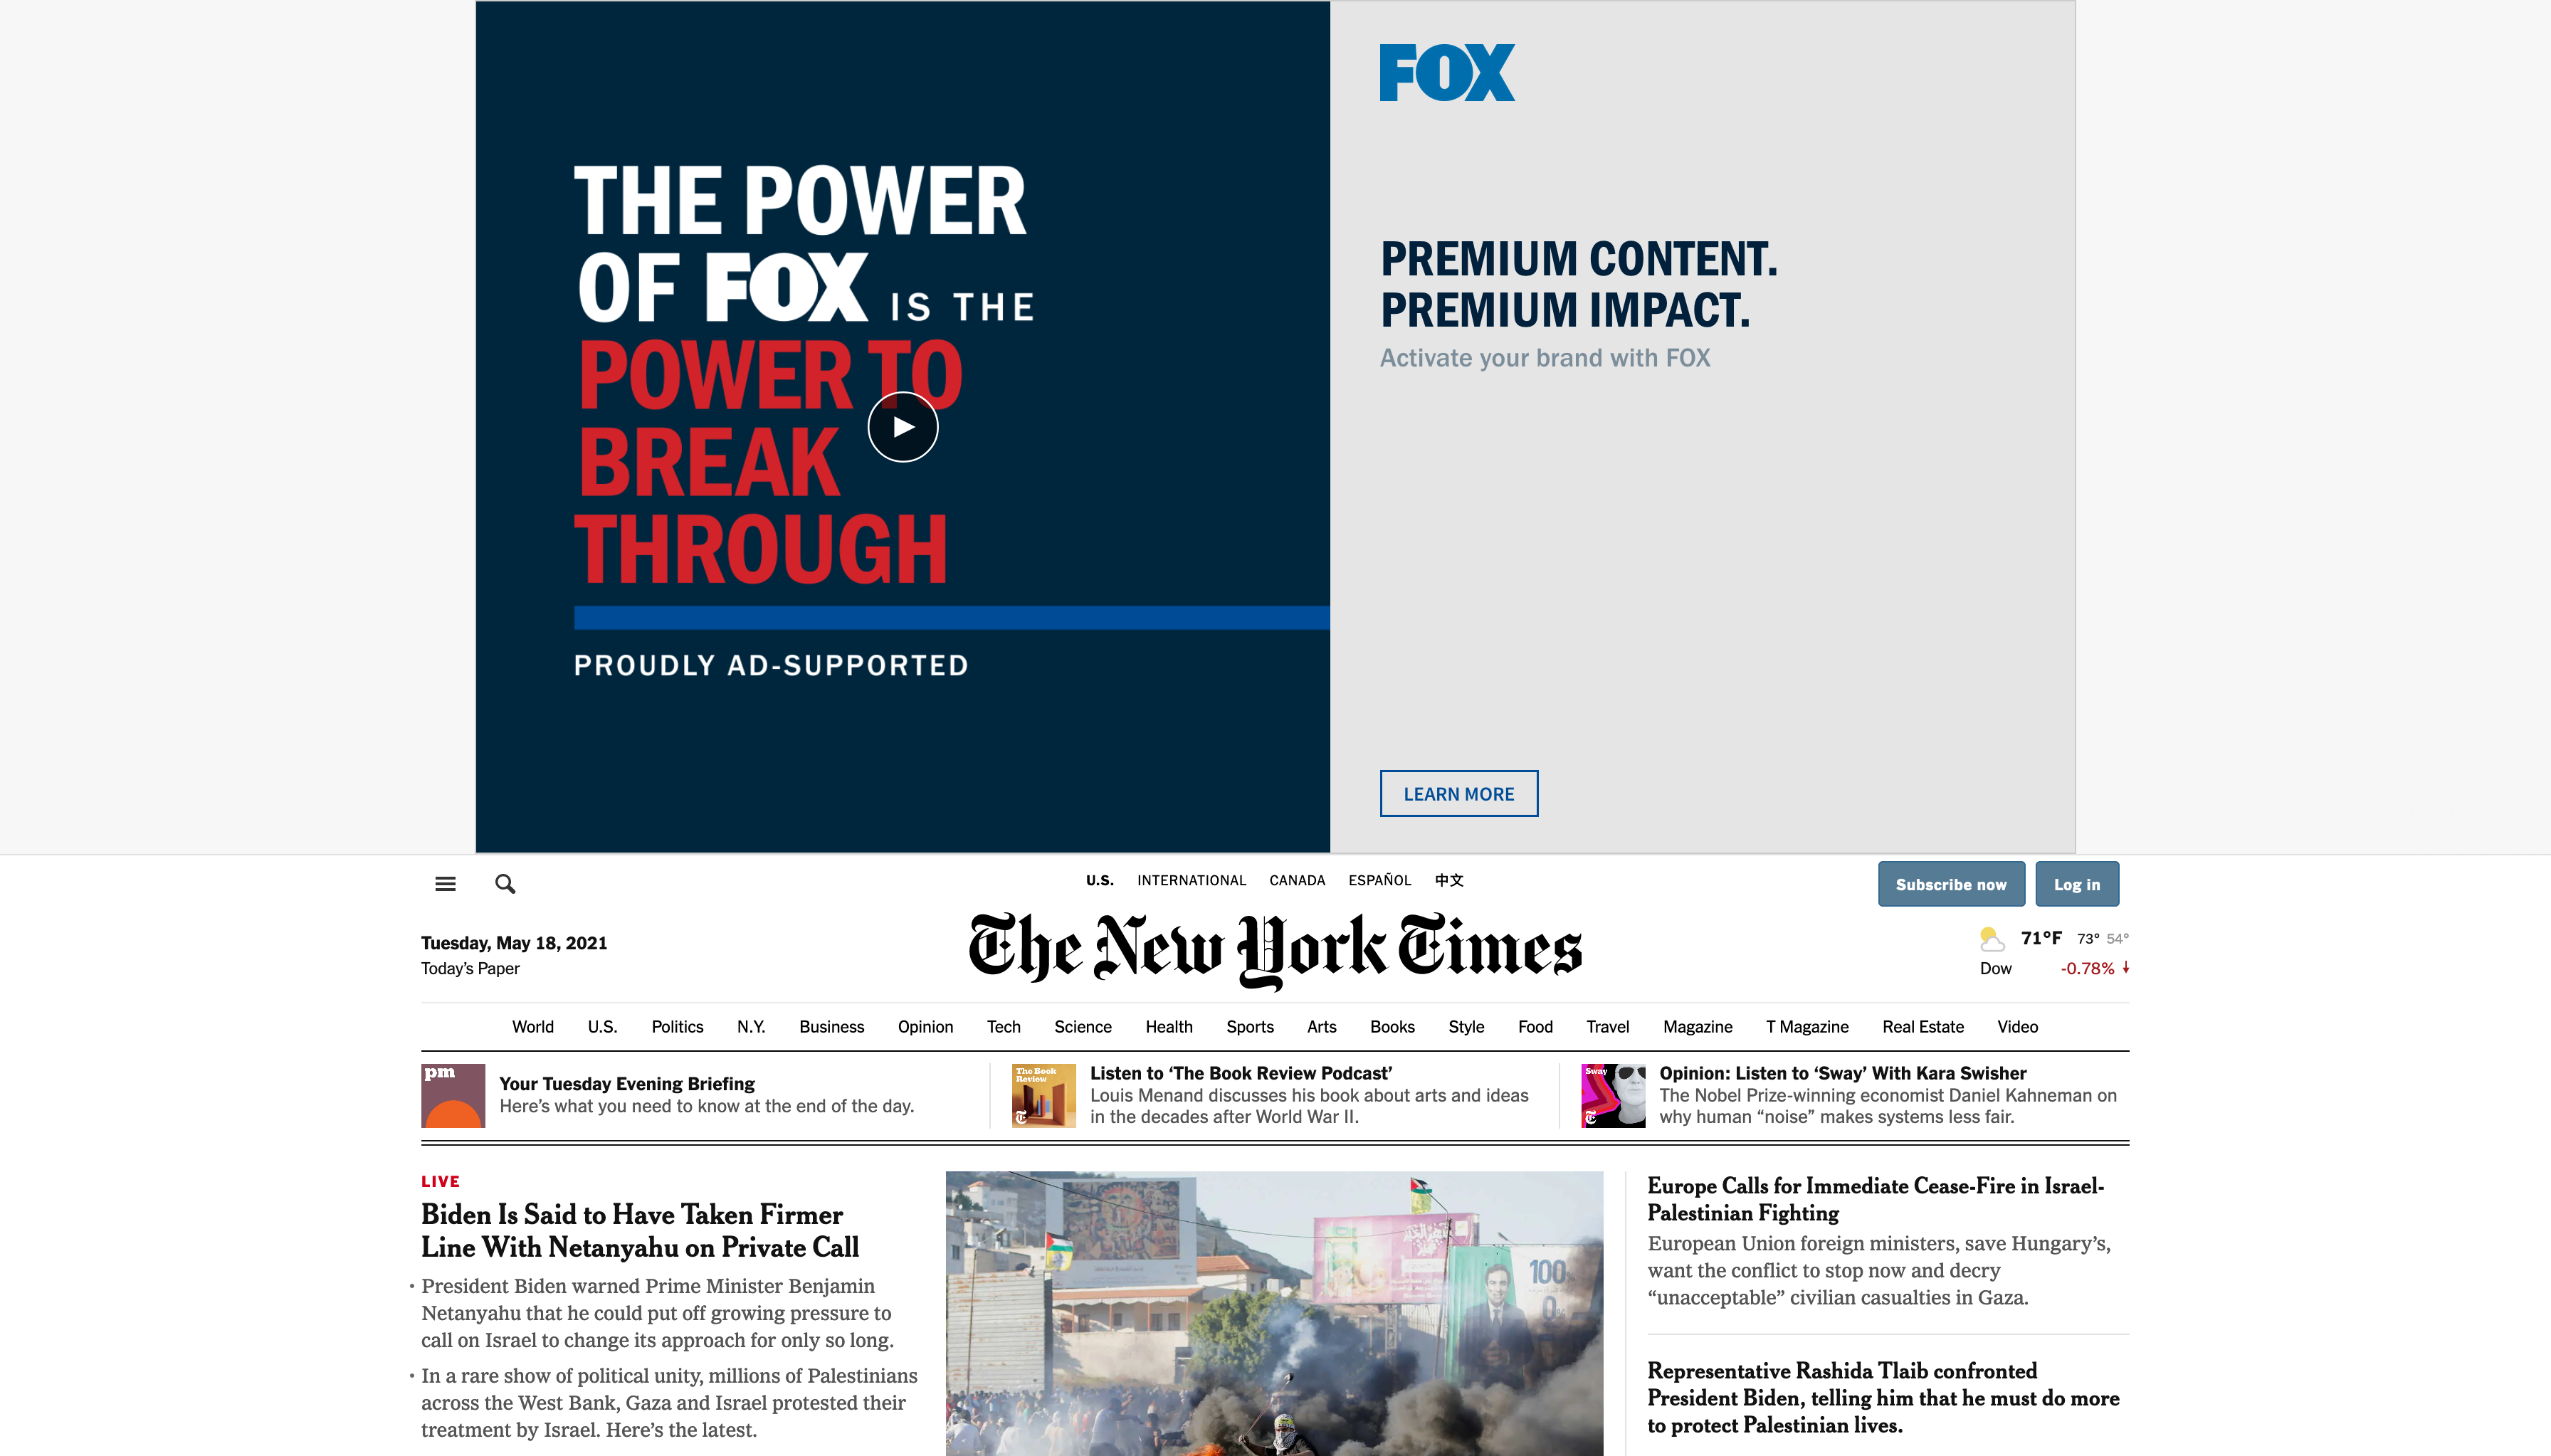 THE POWER
OF FOX IS THE
POWER TO
BREAK
THROUGH
PROUDLY AD-SUPPORTED
FOX
PREMIUM CONTENT.
PREMIUM IMPACT.
Activate your brand with FOX
LEARN MORE
U.S. INTERNATIONAL CANADA ESPAÑOL 中文
Subscribe now Log in
Tuesday, May 18, 2021
Today’s Paper
The New York Times
71°F 73° 54°
Dow -0.78% ↓
World U.S. Politics N.Y. Business Opinion Tech Science Health Sports Arts Books Style Food Travel Magazine T Magazine Real Estate Video
pm
Your Tuesday Evening Briefing
Here’s what you need to know at the end of the day.
The Book
Review
Listen to ‘The Book Review Podcast’
Louis Menand discusses his book about arts and ideas
in the decades after World War II.
Sway
Opinion: Listen to ‘Sway’ With Kara Swisher
The Nobel Prize-winning economist Daniel Kahneman on
why human “noise” makes systems less fair.
LIVE
Biden Is Said to Have Taken Firmer
Line With Netanyahu on Private Call
• President Biden warned Prime Minister Benjamin
Netanyahu that he could put off growing pressure to
call on Israel to change its approach for only so long.
• In a rare show of political unity, millions of Palestinians
across the West Bank, Gaza and Israel protested their
treatment by Israel. Here’s the latest.
100%
0%
Europe Calls for Immediate Cease-Fire in Israel-
Palestinian Fighting
European Union foreign ministers, save Hungary’s,
want the conflict to stop now and decry
“unacceptable” civilian casualties in Gaza.
Representative Rashida Tlaib confronted
President Biden, telling him that he must do more
to protect Palestinian lives.